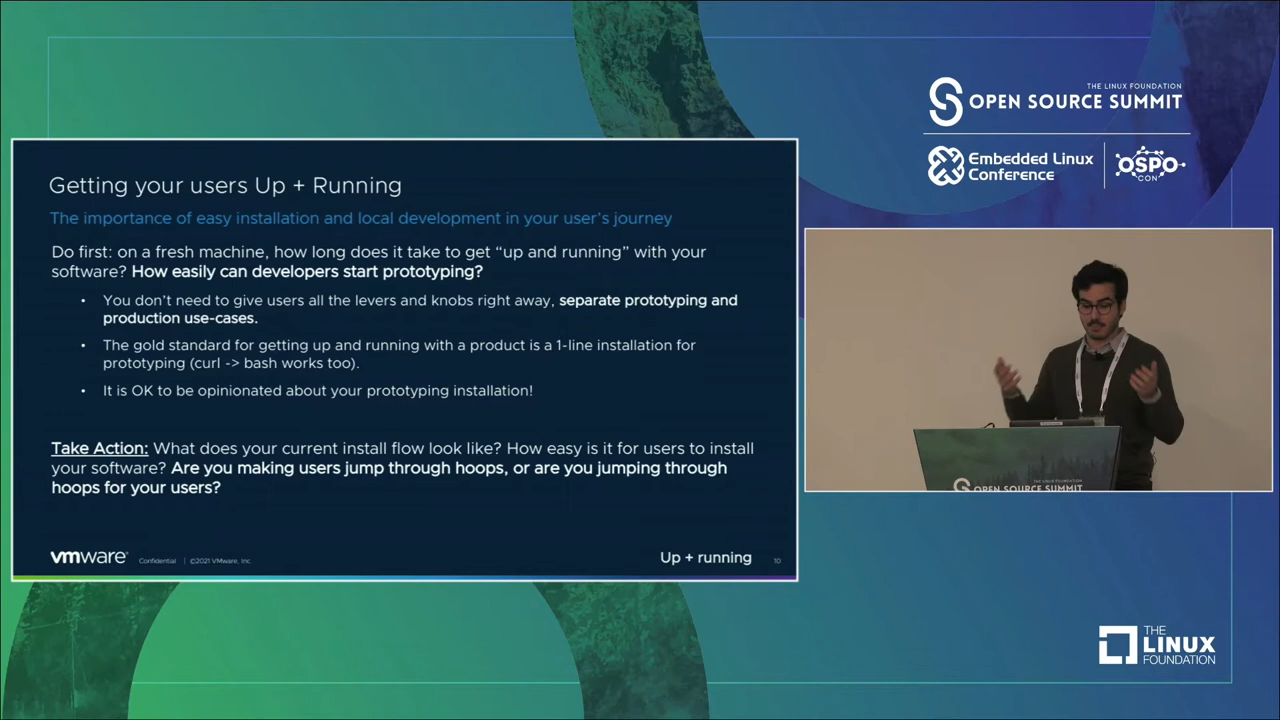 THE LINUX FOUNDATION
OPEN SOURCE SUMMIT
Embedded Linux
Conference
OSPO
CON
Getting your users Up + Running
The importance of easy installation and local development in your user's journey
Do first: on a fresh machine, how long does it take to get “up and running” with your
software? How easily can developers start prototyping?
• You don't need to give users all the levers and knobs right away, separate prototyping and
production use-cases.
• The gold standard for getting up and running with a product is a 1-line installation for
prototyping (curl -> bash works too).
• It is OK to be opinionated about your prototyping installation!
Take Action: What does your current install flow look like? How easy is it for users to install
your software? Are you making users jump through hoops, or are you jumping through
hoops for your users?
vmware® Confidential | ©2021 VMware, Inc Up + running 10
THE LINUX FOUNDATION
OPEN SOURCE SUMMIT
THE
LINUX
FOUNDATION